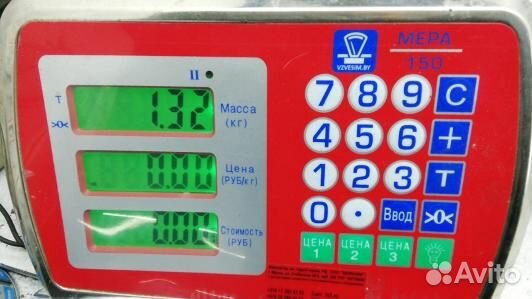 II
МЕРА
150
VZVESIM.BY
T
>0<
1.32
Масса
(кг)
0.00
Цена
(РУБ/кг)
0.00
Стоимость
(РУБ)
7 8 9 C
4 5 6 +
1 2 3 T
0 • Ввод >0<
ЦЕНА 1
ЦЕНА 2
ЦЕНА 3
Avito